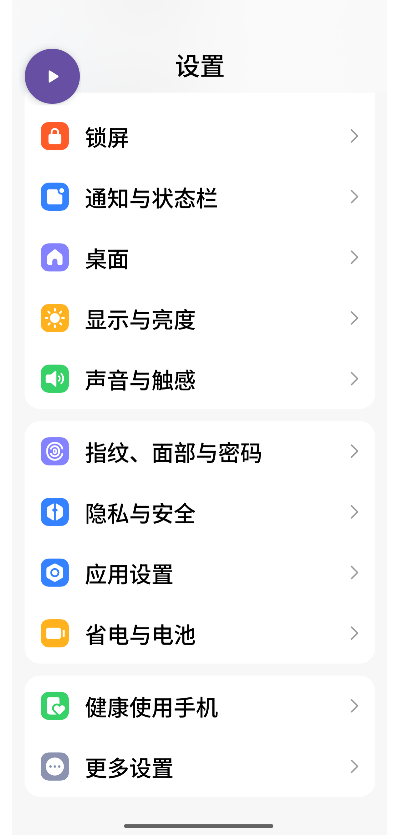 设置
锁屏
通知与状态栏
桌面
显示与亮度
声音与触感
指纹、面部与密码
隐私与安全
应用设置
省电与电池
健康使用手机
更多设置